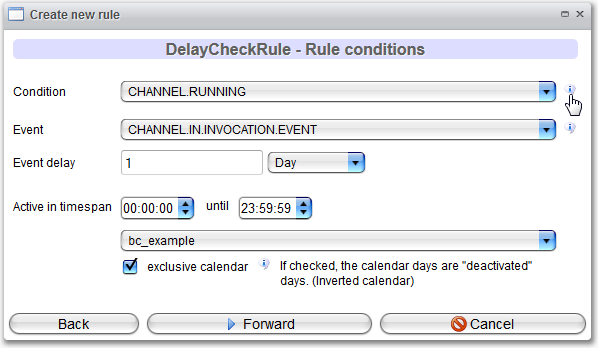 Create new rule
DelayCheckRule - Rule conditions
Condition CHANNEL.RUNNING
Event CHANNEL.IN.INVOCATION.EVENT
Event delay 1 Day
Active in timespan 00:00:00 until 23:59:59
bc_example
exclusive calendar If checked, the calendar days are "deactivated"
days. (Inverted calendar)
Back Forward Cancel